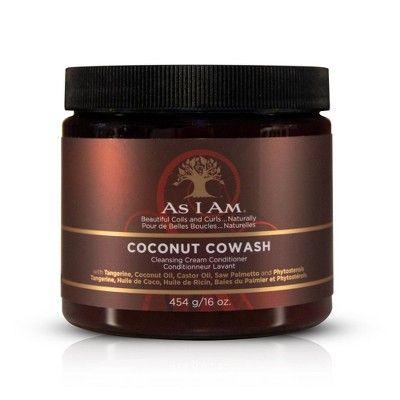 As I Am
Beautiful Coils and Curls...Naturally
Pour de Belles Boucles... Naturelles
COCONUT COWASH
Cleansing Cream Conditioner
Conditionneur Lavant
with Tangerine, Coconut Oil, Castor Oil, Saw Palmetto and Phytosterols
Tangerine, Huile de Coco, Huile de Ricin, Baies du Palmier et Phytostérols
454 g/16 oz.